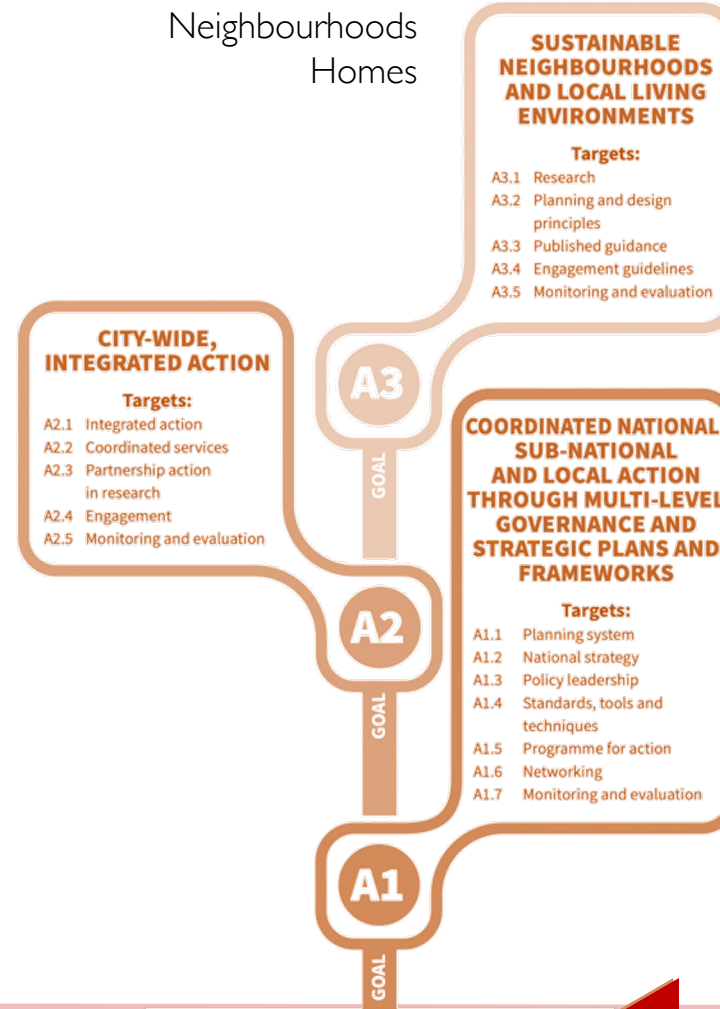 Neighbourhoods
Homes
SUSTAINABLE
NEIGHBOURHOODS
AND LOCAL LIVING
ENVIRONMENTS
Targets:
A3.1 Research
A3.2 Planning and design
principles
A3.3 Published guidance
A3.4 Engagement guidelines
A3.5 Monitoring and evaluation
A3
GOAL
CITY-WIDE,
INTEGRATED ACTION
Targets:
A2.1 Integrated action
A2.2 Coordinated services
A2.3 Partnership action
in research
A2.4 Engagement
A2.5 Monitoring and evaluation
A2
GOAL
COORDINATED NATIONAL
SUB-NATIONAL
AND LOCAL ACTION
THROUGH MULTI-LEVEL
GOVERNANCE AND
STRATEGIC PLANS AND
FRAMEWORKS
Targets:
A1.1 Planning system
A1.2 National strategy
A1.3 Policy leadership
A1.4 Standards, tools and
techniques
A1.5 Programme for action
A1.6 Networking
A1.7 Monitoring and evaluation
A1
GOAL